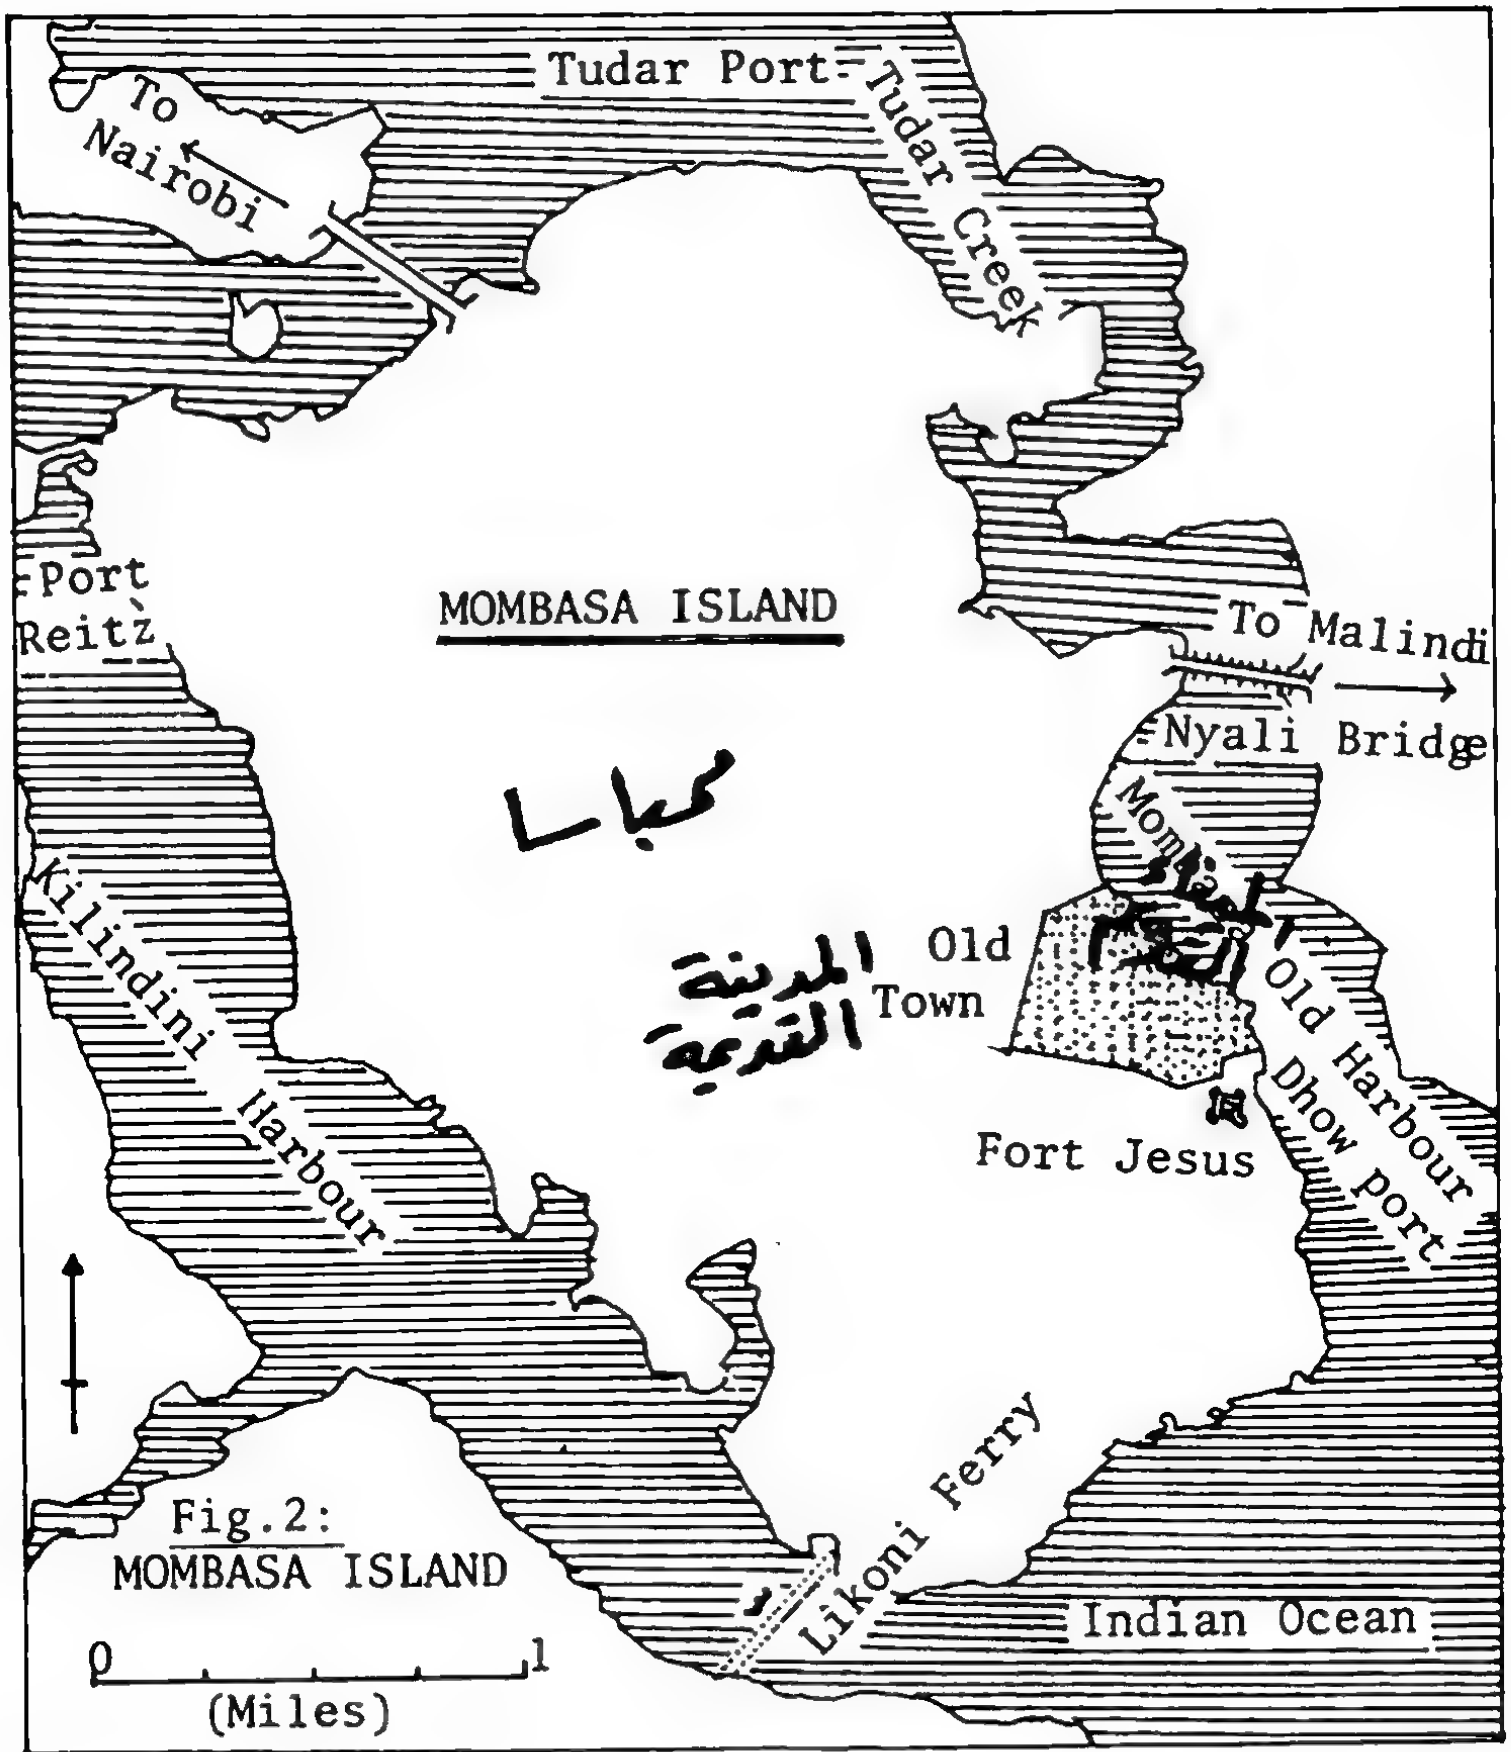 Tudar Port
Tudar
Creek
To
Nairobi
Port
Reitz
MOMBASA ISLAND
To Malindi
Nyali Bridge
ممباسا
Kilindini
Harbour
المدينة
القديمة
Old
Town
الميناء
القديم
Old Harbour
Dhow port
Fort Jesus
Likoni Ferry
Indian Ocean
Fig.2:
MOMBASA ISLAND
0 1
(Miles)